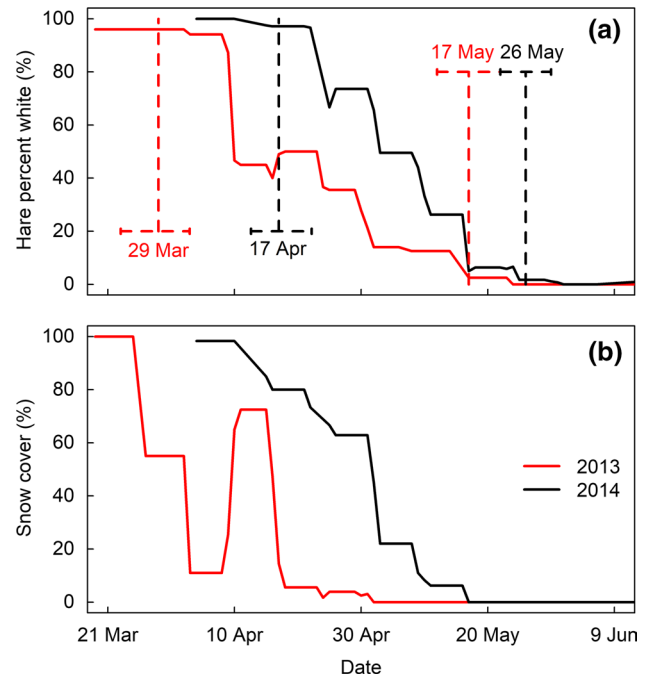 (a)
Hare percent white (%)
100
80
60
40
20
0
17 May
26 May
29 Mar
17 Apr
(b)
Snow cover (%)
100
80
60
40
20
0
2013
2014
21 Mar
10 Apr
30 Apr
20 May
9 Jun
Date